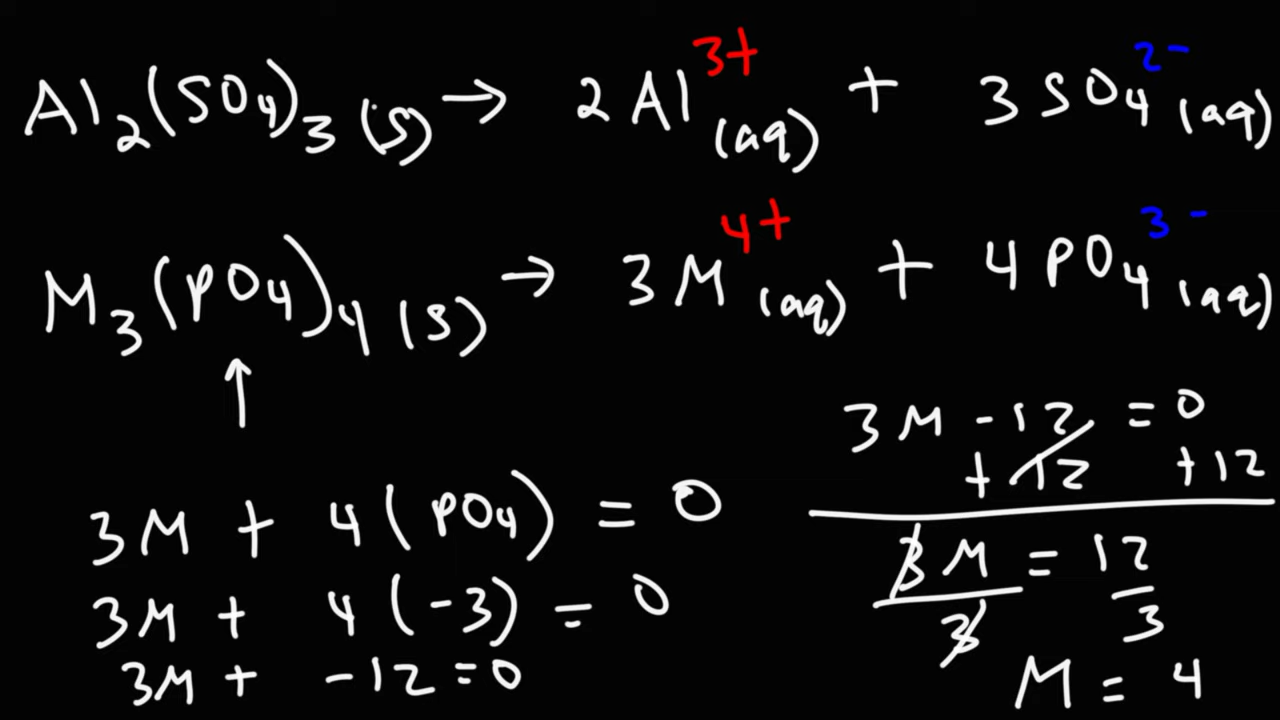 Al₂(SO₄)₃ (s) → 2Al³⁺ (aq) + 3SO₄²⁻ (aq)
M₃(PO₄)₄ (s) → 3M⁴⁺ (aq) + 4PO₄³⁻ (aq)
↑
3M + 4(PO₄) = 0
3M + 4(-3) = 0
3M + -12 = 0
3M - 12 = 0
+ 12 + 12
3M = 12
3 3
M = 4